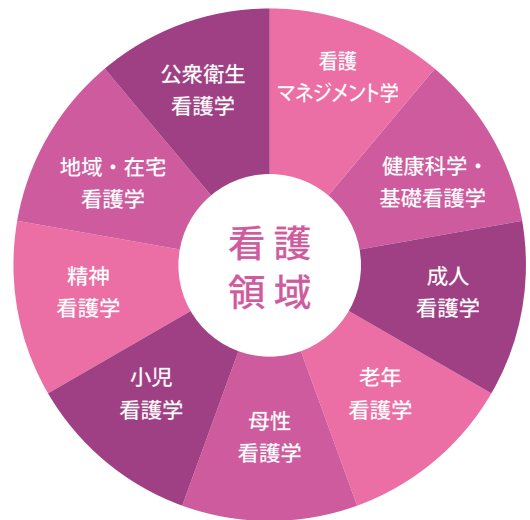 看護
マネジメント学
健康科学・
基礎看護学
成人
看護学
老年
看護学
母性
看護学
小児
看護学
精神
看護学
地域・在宅
看護学
公衆衛生
看護学
看護
領域